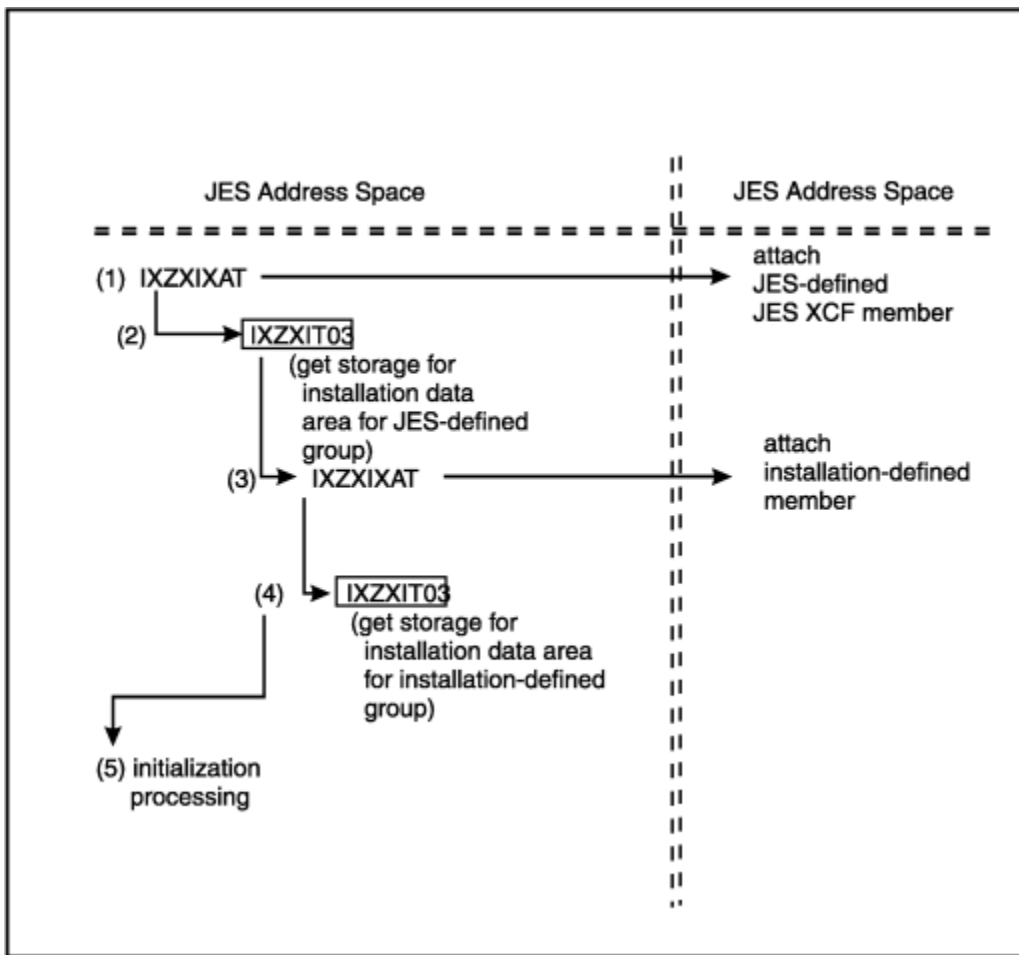 JES Address Space
JES Address Space
(1) IXZXIXAT
attach
JES-defined
JES XCF member
(2) IXZXIT03
(get storage for
installation data
area for JES-defined
group)
(3) IXZXIXAT
attach
installation-defined
member
(4) IXZXIT03
(get storage for
installation data area
for installation-defined
group)
(5) initialization
processing